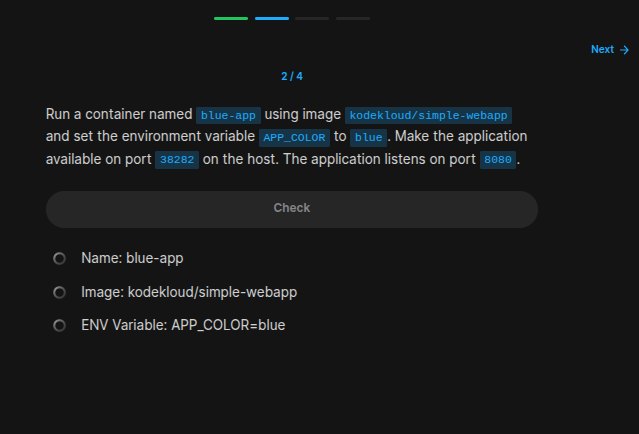 Next →
2 / 4
Run a container named blue-app using image kodekloud/simple-webapp
and set the environment variable APP_COLOR to blue. Make the application
available on port 38282 on the host. The application listens on port 8080.
Check
Name: blue-app
Image: kodekloud/simple-webapp
ENV Variable: APP_COLOR=blue